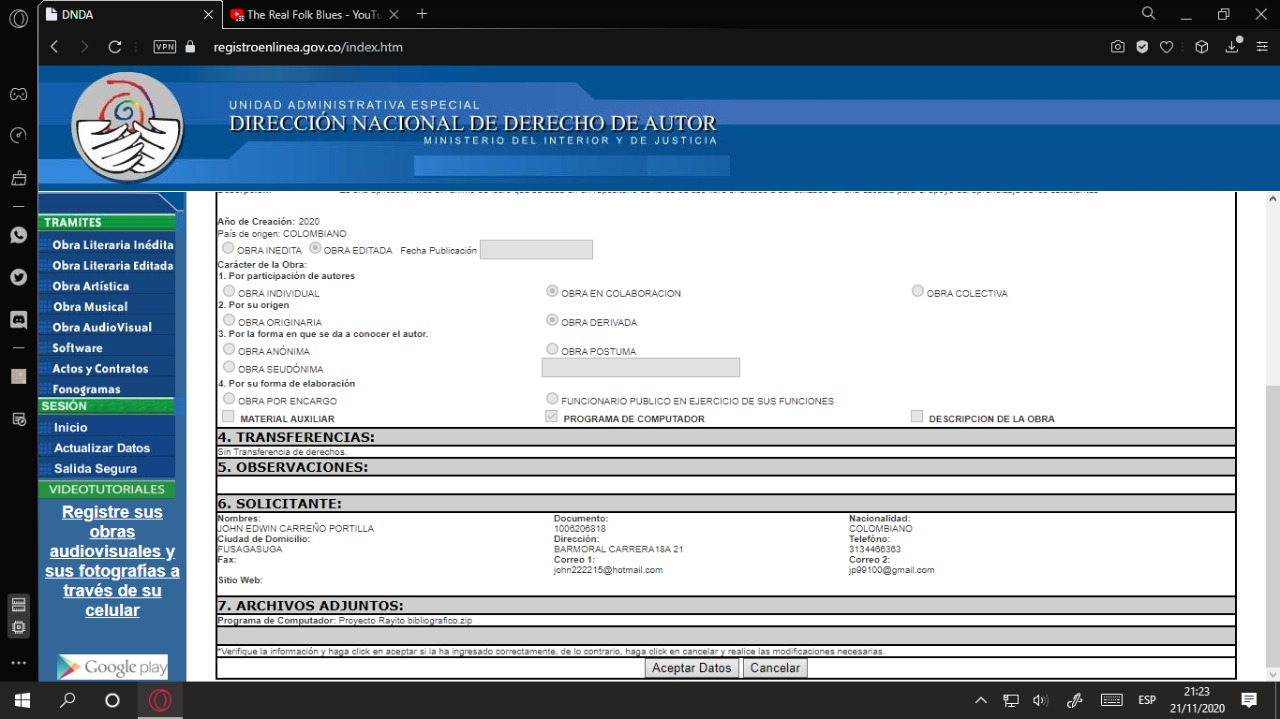 DNDA
The Real Folk Blues - YouTu
VPN
registroenlinea.gov.co/index.htm
UNIDAD ADMINISTRATIVA ESPECIAL
DIRECCIÓN NACIONAL DE DERECHO DE AUTOR
MINISTERIO DEL INTERIOR Y DE JUSTICIA
TRAMITES
Obra Literaria Inédita
Obra Literaria Editada
Obra Artística
Obra Musical
Obra AudioVisual
Software
Actos y Contratos
Fonogramas
SESIÓN
Inicio
Actualizar Datos
Salida Segura
VIDEOTUTORIALES
Registre sus
obras
audiovisuales y
sus fotografías a
través de su
celular
Google play
Año de Creación: 2020
País de origen: COLOMBIANO
OBRA INEDITA OBRA EDITADA Fecha Publicación
Carácter de la Obra:
1. Por participación de autores
OBRA INDIVIDUAL OBRA EN COLABORACION OBRA COLECTIVA
2. Por su origen
OBRA ORIGINARIA OBRA DERIVADA
3. Por la forma en que se da a conocer el autor.
OBRA ANÓNIMA OBRA POSTUMA
OBRA SEUDÓNIMA
4. Por su forma de elaboración
OBRA POR ENCARGO FUNCIONARIO PUBLICO EN EJERCICIO DE SUS FUNCIONES
MATERIAL AUXILIAR PROGRAMA DE COMPUTADOR DESCRIPCION DE LA OBRA
4. TRANSFERENCIAS:
Sin Transferencia de derechos.
5. OBSERVACIONES:
6. SOLICITANTE:
Nombres: Documento: Nacionalidad:
JOHN EDWIN CARREÑO PORTILLA 1006206818 COLOMBIANO
Ciudad de Domicilio: Dirección: Telefóno:
FUSAGASUGA BARMORAL CARRERA18A 21 3134466363
Fax: Correo 1: Correo 2:
john222215@hotmail.com jp99100@gmail.com
Sitio Web:
7. ARCHIVOS ADJUNTOS:
Programa de Computador: Proyecto Rayito bibliografico.zip
*Verifique la información y haga click en aceptar si la ha ingresado correctamente, de lo contrario, haga click en cancelar y realice las modificaciones necesarias.
Aceptar Datos Cancelar
ESP
21:23
21/11/2020